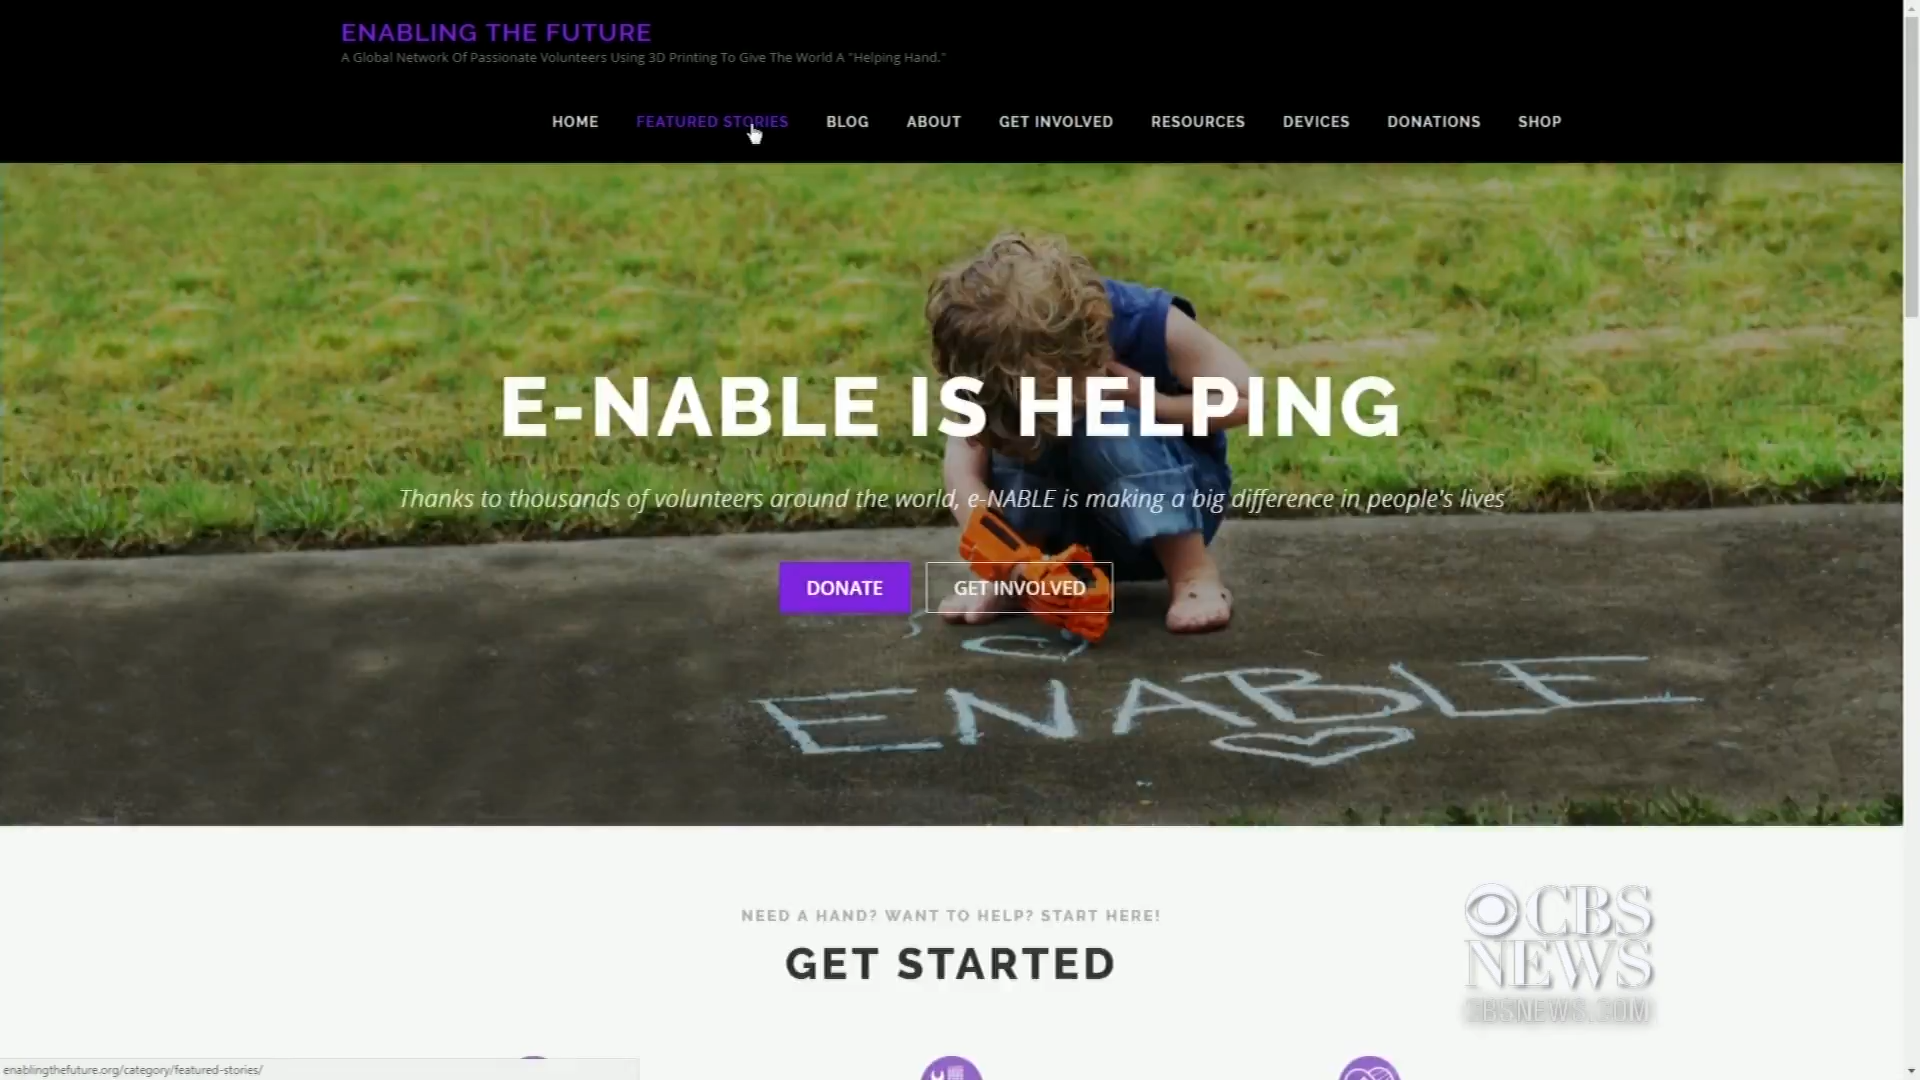 ENABLING THE FUTURE
A Global Network Of Passionate Volunteers Using 3D Printing To Give The World A "Helping Hand."
HOME FEATURED STORIES BLOG ABOUT GET INVOLVED RESOURCES DEVICES DONATIONS SHOP
E-NABLE IS HELPING
Thanks to thousands of volunteers around the world, e-NABLE is making a big difference in people's lives
DONATE GET INVOLVED
ENABLE
NEED A HAND? WANT TO HELP? START HERE!
GET STARTED
CBS
NEWS
CBSNEWS.COM
enablingthefuture.org/category/featured-stories/